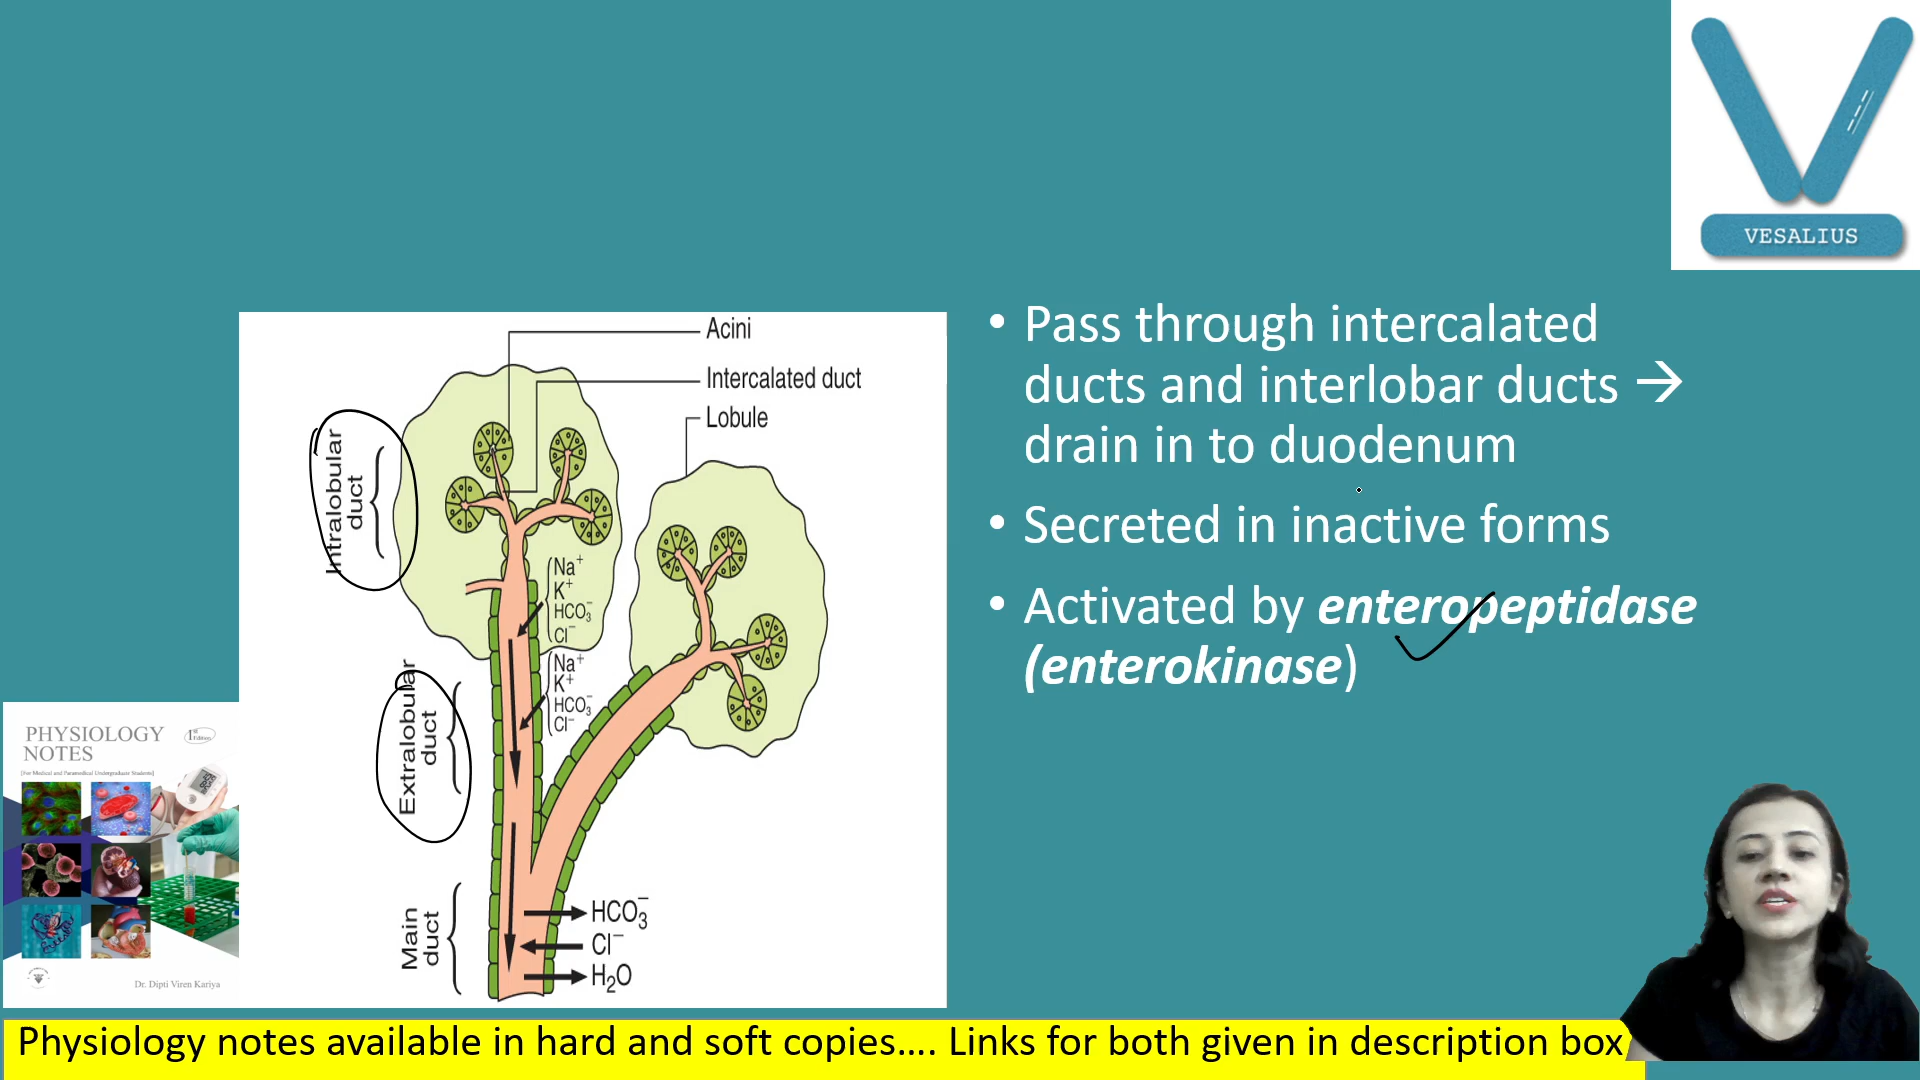 VESALIUS
Acini
Intercalated duct
Lobule
Intralobular
duct
Na⁺
K⁺
HCO₃⁻
Cl⁻
Na⁺
K⁺
HCO₃⁻
Cl⁻
Extralobular
duct
Main
duct
HCO₃⁻
Cl⁻
H₂O
• Pass through intercalated
ducts and interlobar ducts →
drain in to duodenum
• Secreted in inactive forms
• Activated by enteropeptidase
(enterokinase)
PHYSIOLOGY
NOTES
1st
Edition
[For Medical and Paramedical Undergraduate Students]
Dr. Dipti Viren Kariya
Physiology notes available in hard and soft copies.... Links for both given in description box